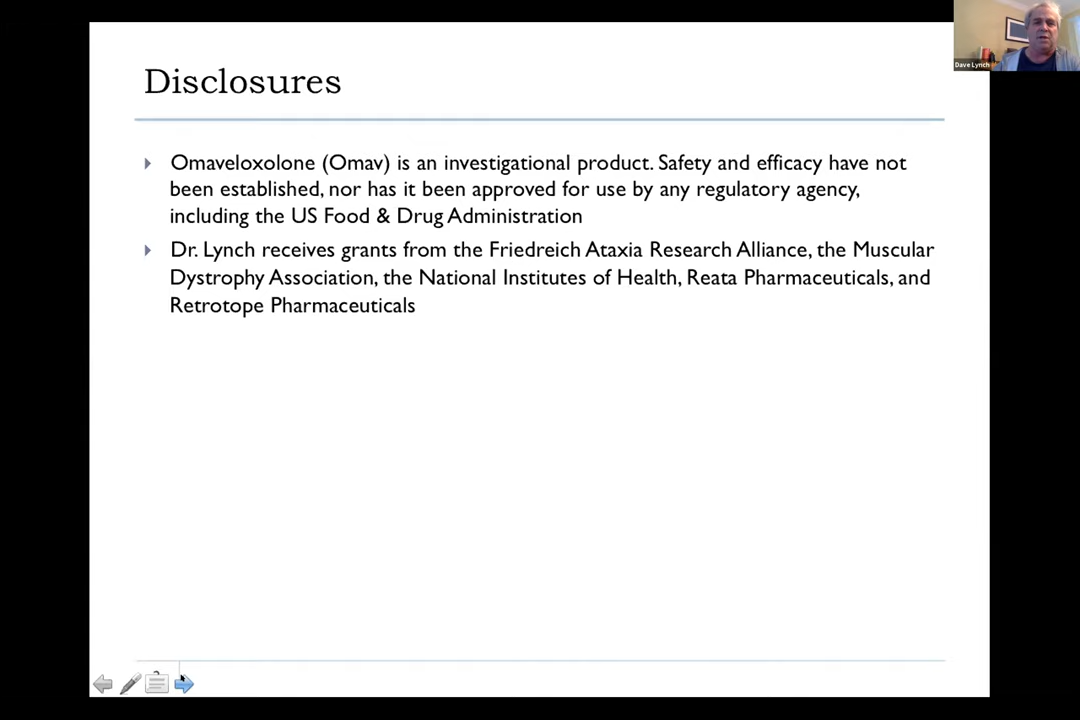 Disclosures
Omaveloxolone (Omav) is an investigational product. Safety and efficacy have not
been established, nor has it been approved for use by any regulatory agency,
including the US Food & Drug Administration
Dr. Lynch receives grants from the Friedreich Ataxia Research Alliance, the Muscular
Dystrophy Association, the National Institutes of Health, Reata Pharmaceuticals, and
Retrotope Pharmaceuticals
Dave Lynch